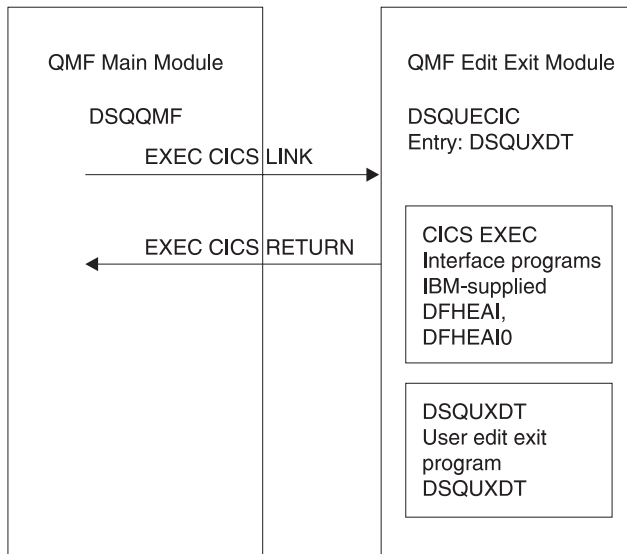 QMF Main Module
DSQQMF
EXEC CICS LINK
EXEC CICS RETURN
QMF Edit Exit Module
DSQUECIC
Entry: DSQUXDT
CICS EXEC
Interface programs
IBM-supplied
DFHEAI,
DFHEAI0
DSQUXDT
User edit exit
program
DSQUXDT